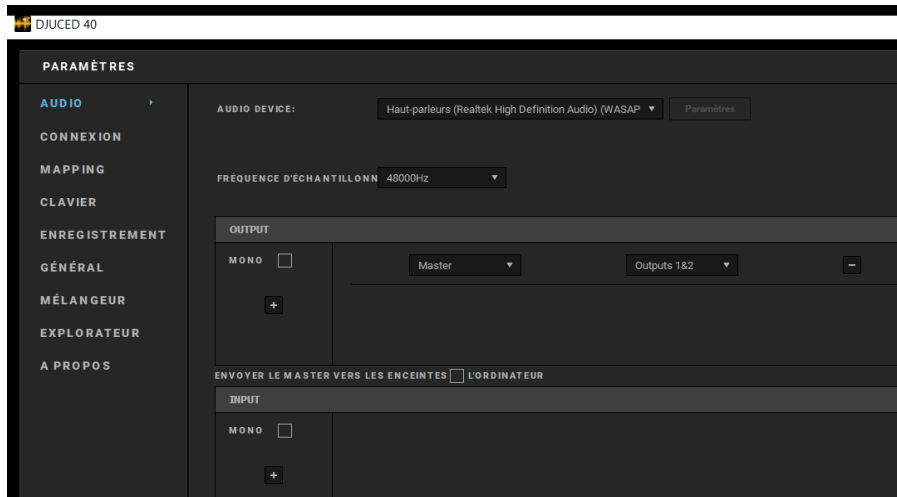 DJUCED 40
PARAMÈTRES
AUDIO
CONNEXION
MAPPING
CLAVIER
ENREGISTREMENT
GÉNÉRAL
MÉLANGEUR
EXPLORATEUR
A PROPOS
AUDIO DEVICE: Haut-parleurs (Realtek High Definition Audio) (WASAP Paramètres
FRÉQUENCE D'ÉCHANTILLONN 48000Hz
OUTPUT
MONO Master Outputs 1&2 −
+
ENVOYER LE MASTER VERS LES ENCEINTES L'ORDINATEUR
INPUT
MONO
+